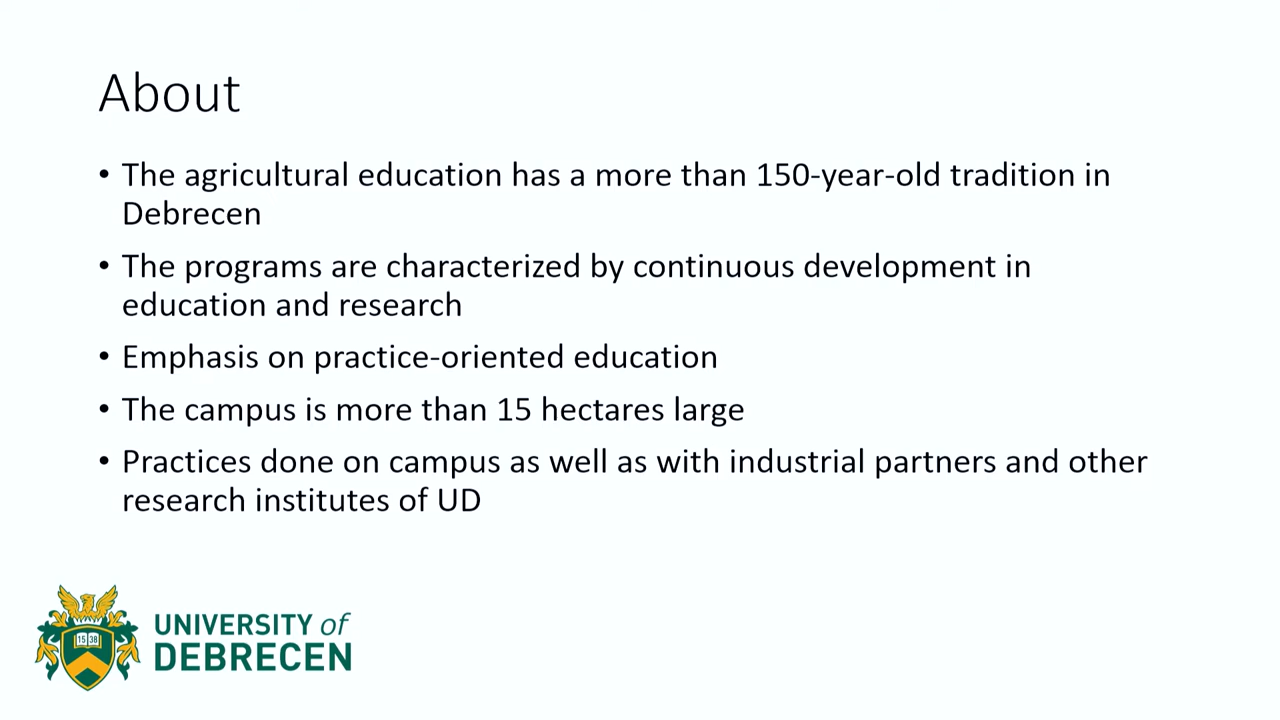 About
• The agricultural education has a more than 150-year-old tradition in
Debrecen
• The programs are characterized by continuous development in
education and research
• Emphasis on practice-oriented education
• The campus is more than 15 hectares large
• Practices done on campus as well as with industrial partners and other
research institutes of UD
15 38
UNIVERSITY of
DEBRECEN